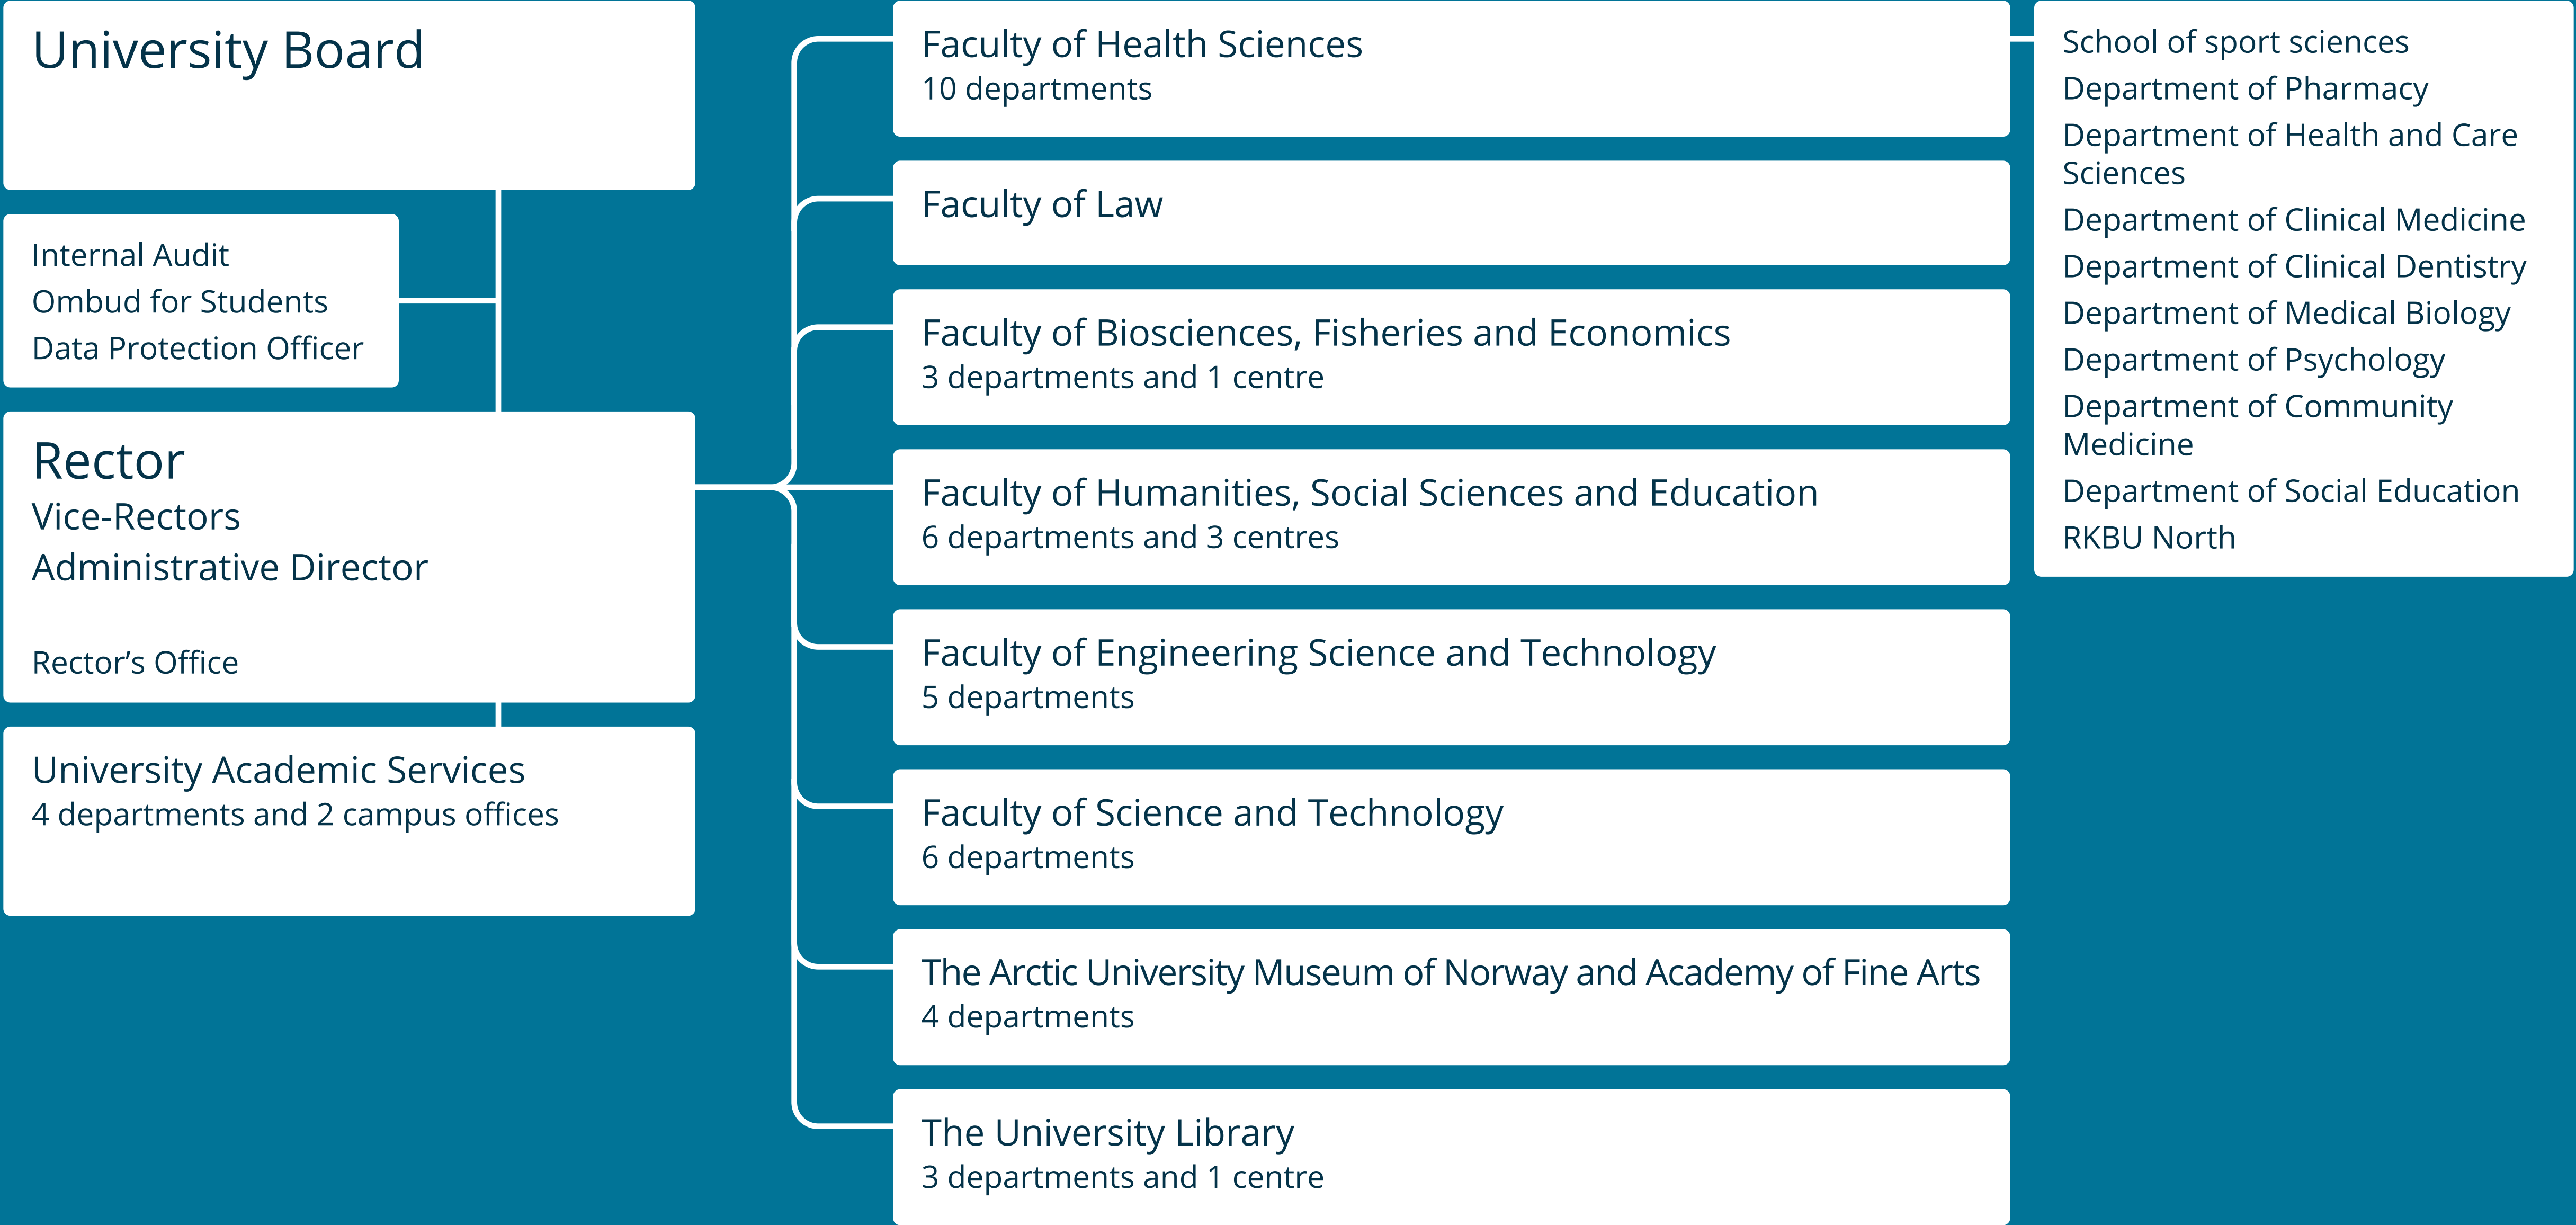 University Board
Internal Audit
Ombud for Students
Data Protection Officer
Rector
Vice-Rectors
Administrative Director
Rector’s Office
University Academic Services
4 departments and 2 campus offices
Faculty of Health Sciences
10 departments
Faculty of Law
Faculty of Biosciences, Fisheries and Economics
3 departments and 1 centre
Faculty of Humanities, Social Sciences and Education
6 departments and 3 centres
Faculty of Engineering Science and Technology
5 departments
Faculty of Science and Technology
6 departments
The Arctic University Museum of Norway and Academy of Fine Arts
4 departments
The University Library
3 departments and 1 centre
School of sport sciences
Department of Pharmacy
Department of Health and Care
Sciences
Department of Clinical Medicine
Department of Clinical Dentistry
Department of Medical Biology
Department of Psychology
Department of Community
Medicine
Department of Social Education
RKBU North